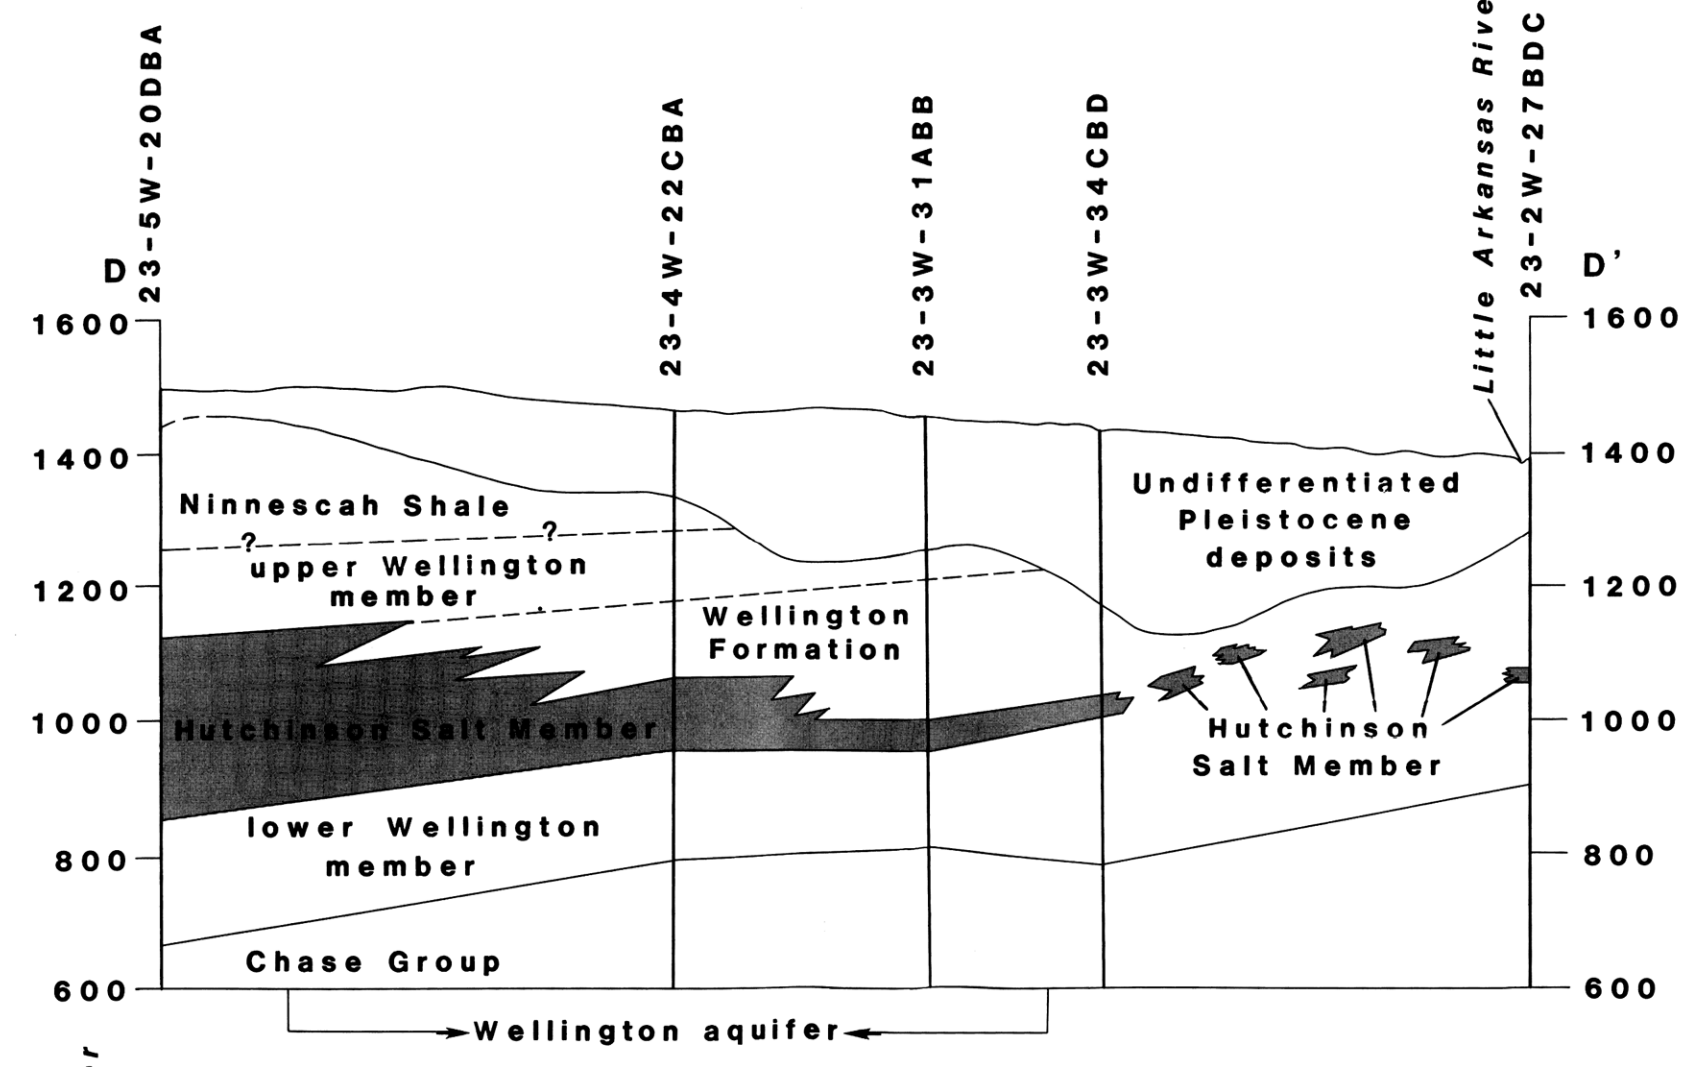 23-5W-20DBA
23-4W-22CBA
23-3W-31ABB
23-3W-34CBD
Little Arkansas Rive
23-2W-27BDC
D
D'
1600
1600
1400
1400
Undifferentiated
Pleistocene
deposits
Ninnescah Shale
?
?
upper Wellington
member
1200
1200
Wellington
Formation
1000
1000
Hutchinson Salt Member
Hutchinson
Salt Member
lower Wellington
member
800
800
Chase Group
600
600
Wellington aquifer